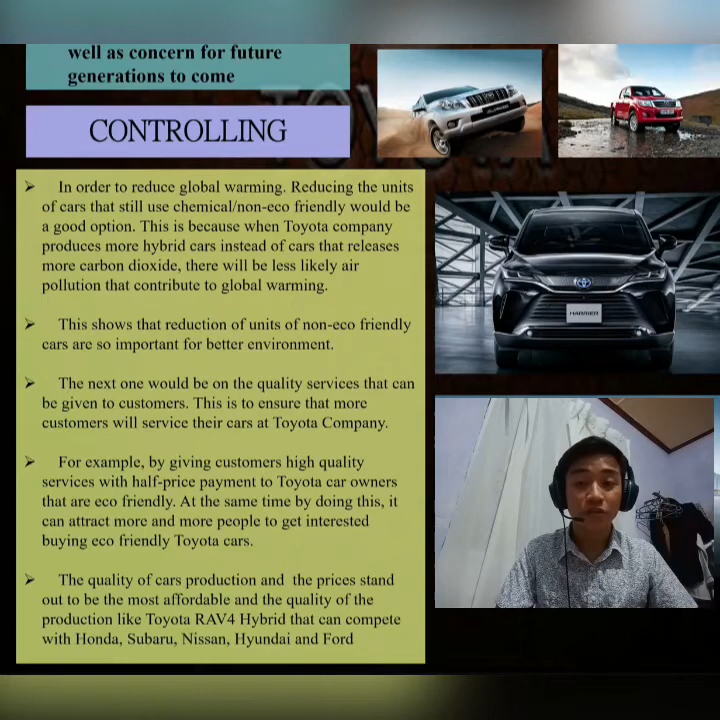 well as concern for future
generations to come
CONTROLLING
➢ In order to reduce global warming. Reducing the units
of cars that still use chemical/non-eco friendly would be
a good option. This is because when Toyota company
produces more hybrid cars instead of cars that releases
more carbon dioxide, there will be less likely air
pollution that contribute to global warming.
➢ This shows that reduction of units of non-eco friendly
cars are so important for better environment.
➢ The next one would be on the quality services that can
be given to customers. This is to ensure that more
customers will service their cars at Toyota Company.
➢ For example, by giving customers high quality
services with half-price payment to Toyota car owners
that are eco friendly. At the same time by doing this, it
can attract more and more people to get interested
buying eco friendly Toyota cars.
➢ The quality of cars production and the prices stand
out to be the most affordable and the quality of the
production like Toyota RAV4 Hybrid that can compete
with Honda, Subaru, Nissan, Hyundai and Ford
HARRIER